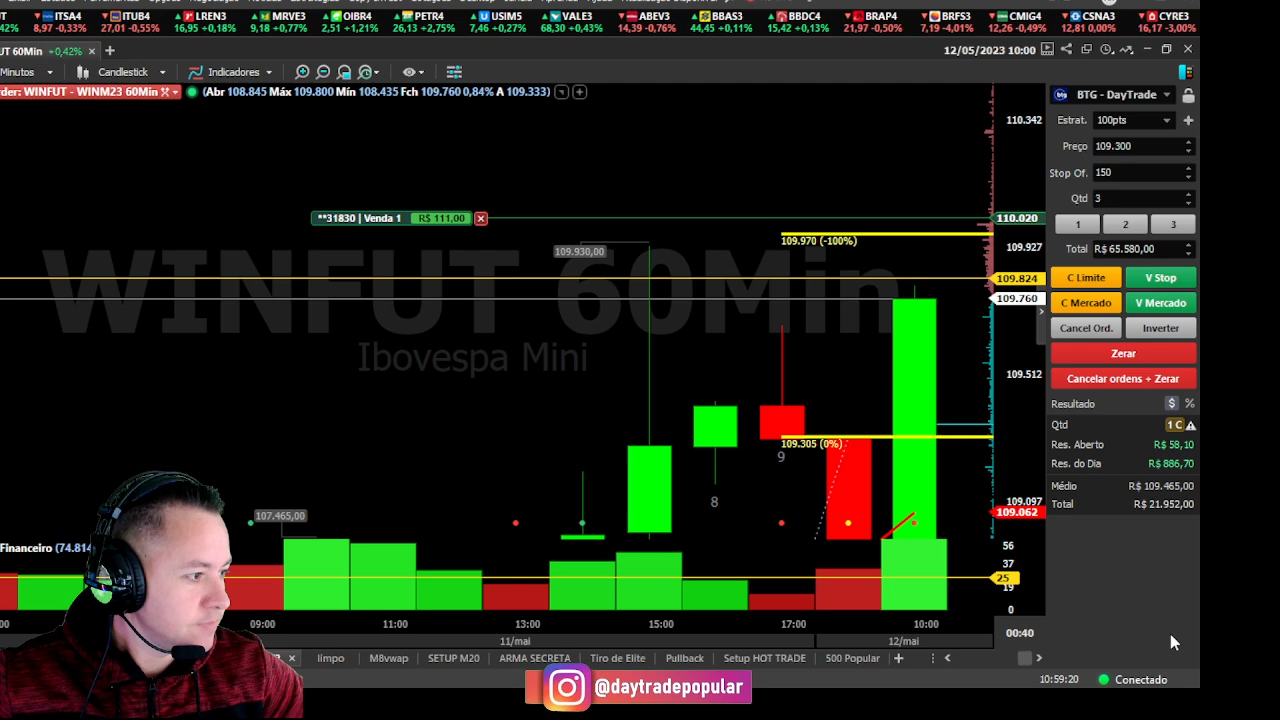 ITSA4 ITUB4 LREN3 MRVE3 OIBR4 PETR4 USIM5 VALE3 ABEV3 BBAS3 BBDC4 BRAP4 BRFS3 CMIG4 CSNA3 CYRE3
42% 8,97 -0,33% 27,01 -0,55% 16,95 +0,18% 9,18 +0,77% 2,51 +1,21% 26,13 +2,75% 7,46 +0,27% 68,30 +0,43% 14,39 -0,76% 44,45 +0,11% 15,42 +0,13% 21,97 -0,50% 7,19 -4,01% 12,26 -0,49% 12,81 0,00% 16,17 -3,00%
FUT 60Min +0,42% 12/05/2023 10:00
Minutos Candlestick Indicadores
rder: WINFUT - WINM23 60Min (Abr 108.845 Máx 109.800 Mín 108.435 Fch 109.760 0,84% A 109.333)
BTG - DayTrade
Estrat. 100pts
Preço 109.300
Stop Of. 150
Qtd 3
1 2 3
Total R$ 65.580,00
C Limite V Stop
C Mercado V Mercado
Cancel Ord. Inverter
Zerar
Cancelar ordens + Zerar
Resultado $ %
Qtd 1 C
Res. Aberto R$ 58,10
Res. do Dia R$ 886,70
Médio R$ 109.465,00
Total R$ 21.952,00
110.342
**31830 | Venda 1 R$ 111,00
110.020
109.970 (-100%)
109.930,00
109.927
WINFUT 60Min
109.824
109.760
Ibovespa Mini
109.512
109.305 (0%)
9
8
109.097
109.062
107.465,00
Financeiro (74.814
56
37
25
19
0
09:00 11:00 13:00 15:00 17:00 10:00
00:40
11/mai 12/mai
límpo M8vwap SETUP M20 ARMA SECRETA Tiro de Elite Pullback Setup HOT TRADE 500 Popular
10:59:20 Conectado
@daytradepopular